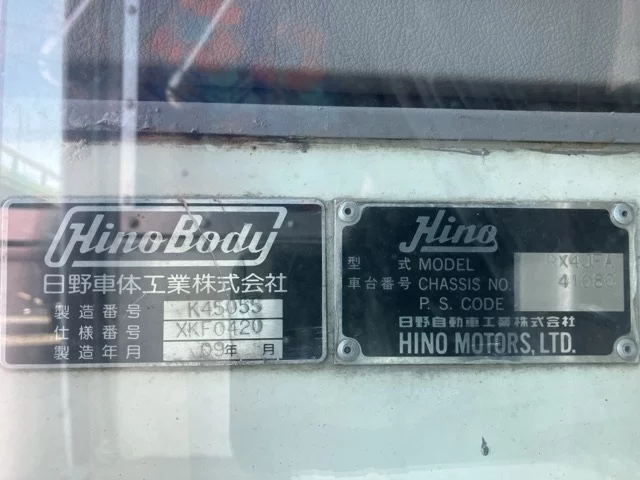 HinoBody
日野車体工業株式会社
製造番号 K45055
仕様番号 XKF0420
製造年月 09年 月
Hino
型式 MODEL
車台番号 CHASSIS NO.
P. S. CODE
日野自動車工業株式会社
HINO MOTORS, LTD.